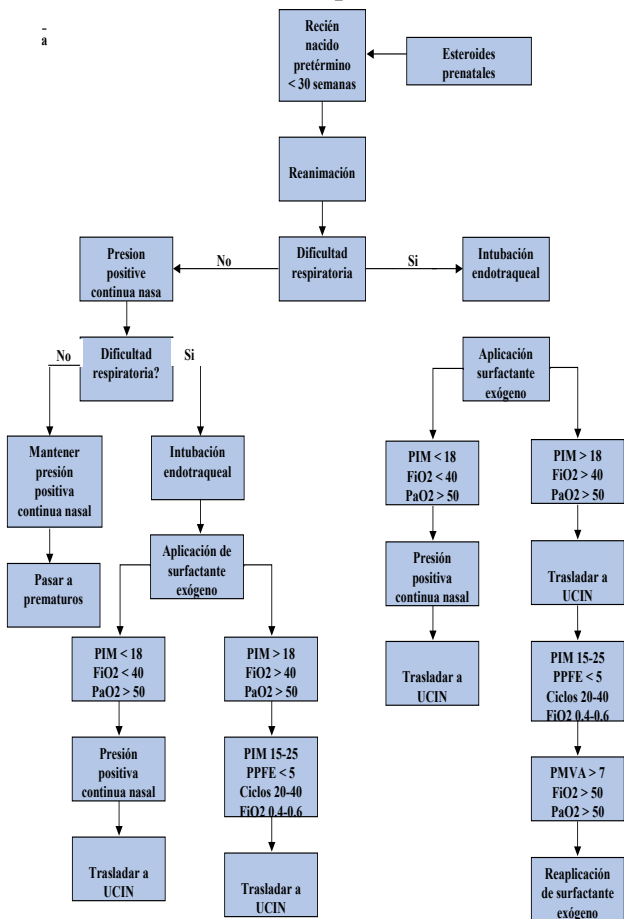 a
Recién
nacido
pretérmino
< 30 semanas
Esteroides
prenatales
Reanimación
Presion
positive
continua nasa
No
Dificultad
respiratoria
Si
Intubación
endotraqueal
No
Dificultad
respiratoria?
Si
Aplicación
surfactante
exógeno
Mantener
presión
positiva
continua nasal
Intubación
endotraqueal
PIM < 18
FiO2 < 40
PaO2 > 50
PIM > 18
FiO2 > 40
PaO2 > 50
Pasar a
prematuros
Aplicación de
surfactante
exógeno
Presión
positiva
continua nasal
Trasladar a
UCIN
PIM < 18
FiO2 < 40
PaO2 > 50
PIM > 18
FiO2 > 40
PaO2 > 50
Trasladar a
UCIN
PIM 15-25
PPFE < 5
Ciclos 20-40
FiO2 0.4-0.6
Presión
positiva
continua nasal
PIM 15-25
PPFE < 5
Ciclos 20-40
FiO2 0.4-0.6
PMVA > 7
FiO2 > 50
PaO2 > 50
Trasladar a
UCIN
Trasladar a
UCIN
Reaplicación
de surfactante
exógeno